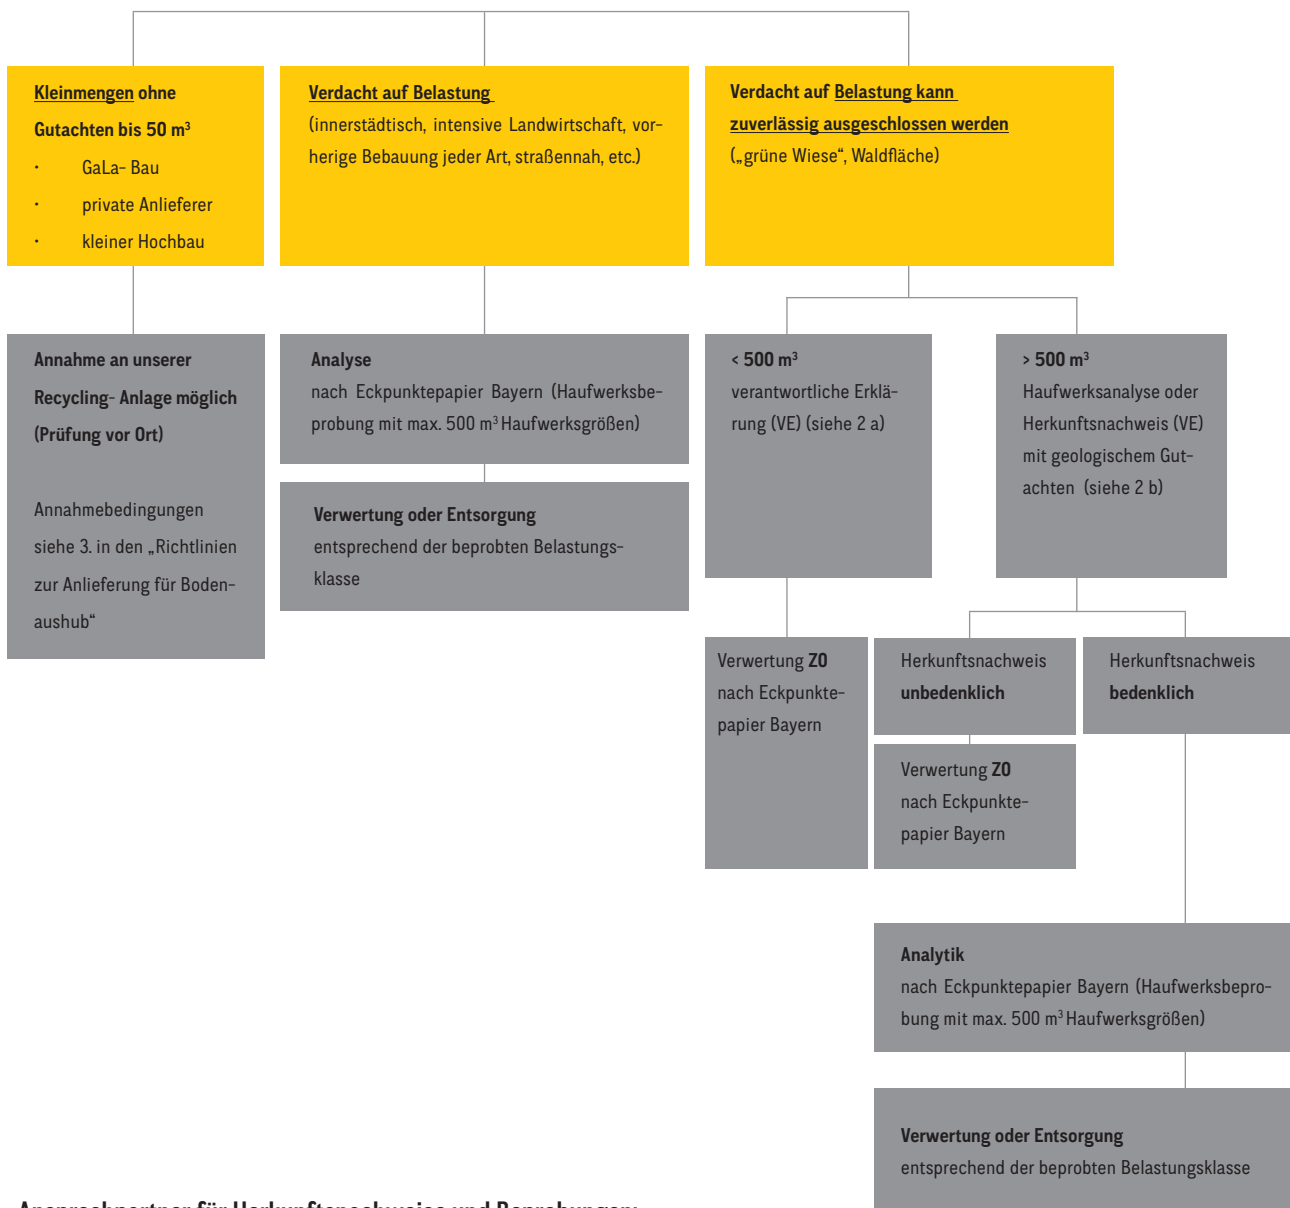 Kleinmengen ohne
Gutachten bis 50 m³
• GaLa- Bau
• private Anlieferer
• kleiner Hochbau
Verdacht auf Belastung
(innerstädtisch, intensive Landwirtschaft, vor-
herige Bebauung jeder Art, straßennah, etc.)
Verdacht auf Belastung kann
zuverlässig ausgeschlossen werden
(„grüne Wiese“, Waldfläche)
Annahme an unserer
Recycling- Anlage möglich
(Prüfung vor Ort)
Annahmebedingungen
siehe 3. in den „Richtlinien
zur Anlieferung für Boden-
aushub“
Analyse
nach Eckpunktepapier Bayern (Haufwerksbe-
probung mit max. 500 m³ Haufwerksgrößen)
Verwertung oder Entsorgung
entsprechend der beprobten Belastungs-
klasse
< 500 m³
verantwortliche Erklä-
rung (VE) (siehe 2 a)
> 500 m³
Haufwerksanalyse oder
Herkunftsnachweis (VE)
mit geologischem Gut-
achten (siehe 2 b)
Verwertung Z0
nach Eckpunkte-
papier Bayern
Herkunftsnachweis
unbedenklich
Herkunftsnachweis
bedenklich
Verwertung Z0
nach Eckpunkte-
papier Bayern
Analytik
nach Eckpunktepapier Bayern (Haufwerksbepro-
bung mit max. 500 m³ Haufwerksgrößen)
Verwertung oder Entsorgung
entsprechend der beprobten Belastungsklasse
Ansprechpartner für Herkunftsnachweise und Beprobungen: